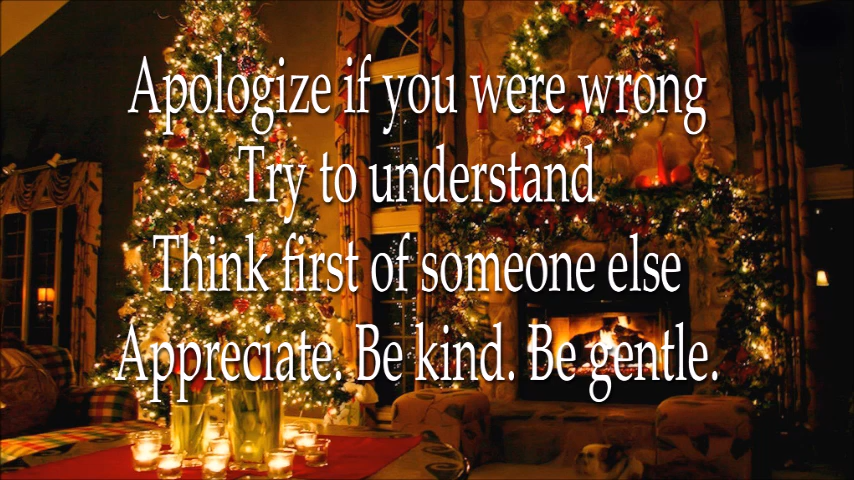 Apologize if you were wrong
Try to understand
Think first of someone else
Appreciate. Be kind. Be gentle.